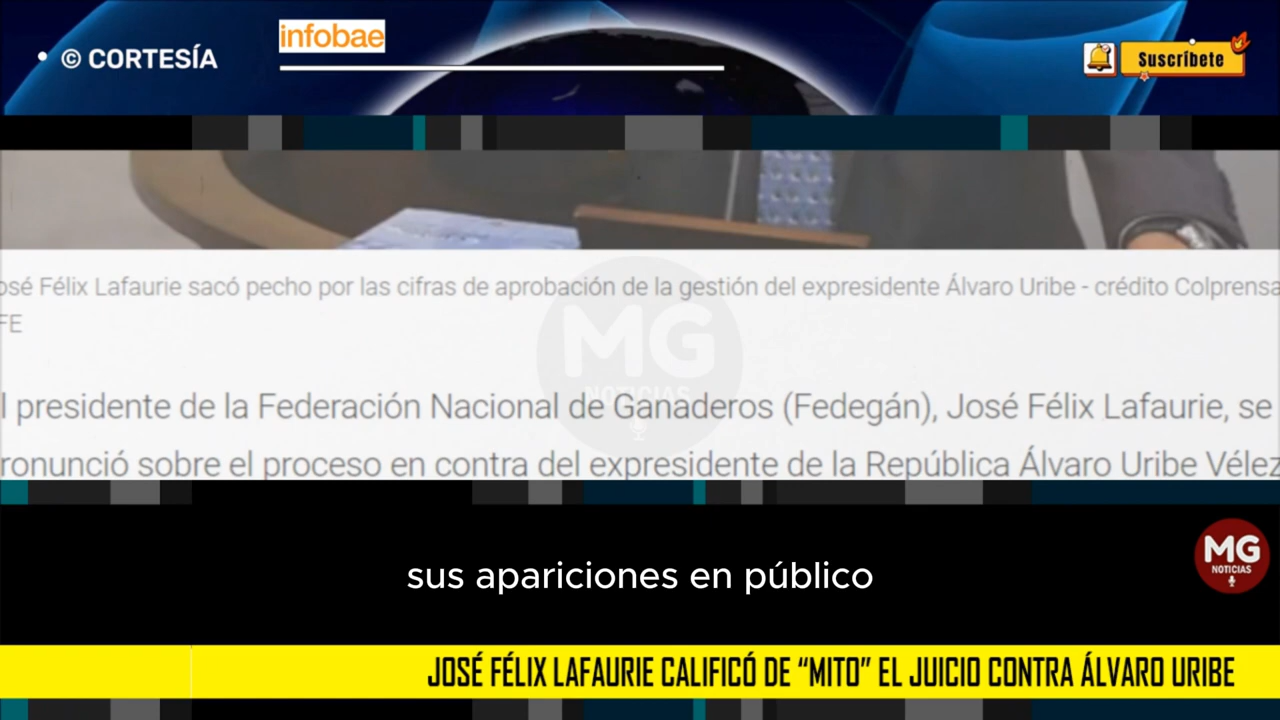 infobae
© CORTESÍA
Suscríbete
osé Félix Lafaurie sacó pecho por las cifras de aprobación de la gestión del expresidente Álvaro Uribe - crédito Colprensa
FE
MG
NOTICIAS
l presidente de la Federación Nacional de Ganaderos (Fedegán), José Félix Lafaurie, se
ronunció sobre el proceso en contra del expresidente de la República Álvaro Uribe Vélez
MG
NOTICIAS
sus apariciones en público
JOSÉ FÉLIX LAFAURIE CALIFICÓ DE “MITO” EL JUICIO CONTRA ÁLVARO URIBE